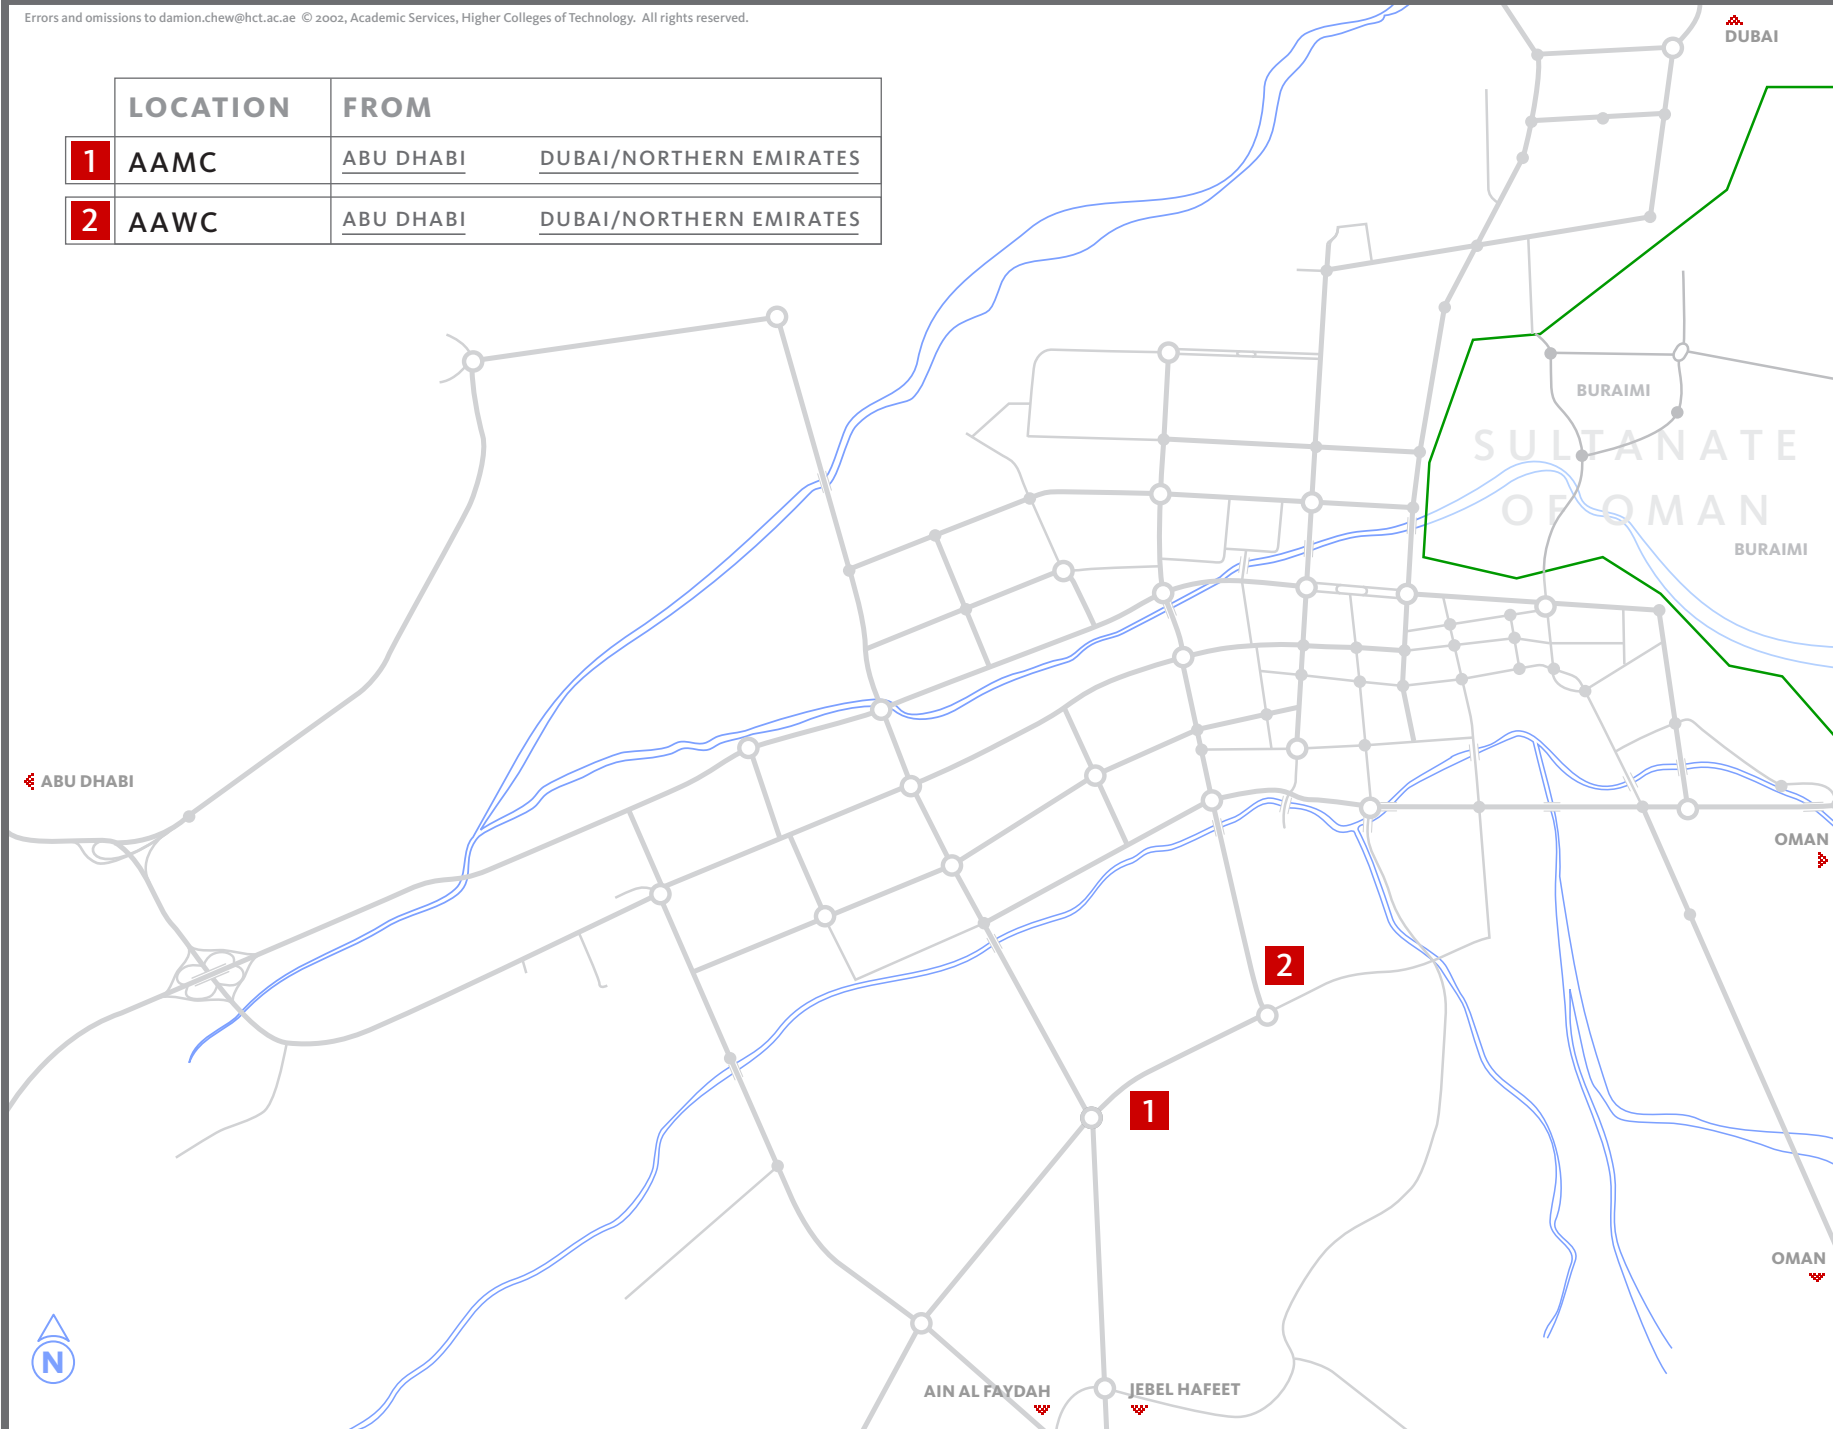 Errors and omissions to damion.chew@hct.ac.ae © 2002, Academic Services, Higher Colleges of Technology. All rights reserved.
DUBAI
LOCATION FROM
1 AAMC ABU DHABI DUBAI/NORTHERN EMIRATES
2 AAWC ABU DHABI DUBAI/NORTHERN EMIRATES
BURAIMI
SULTANATE
OF OMAN
BURAIMI
ABU DHABI
OMAN
2
1
OMAN
N
AIN AL FAYDAH
JEBEL HAFEET